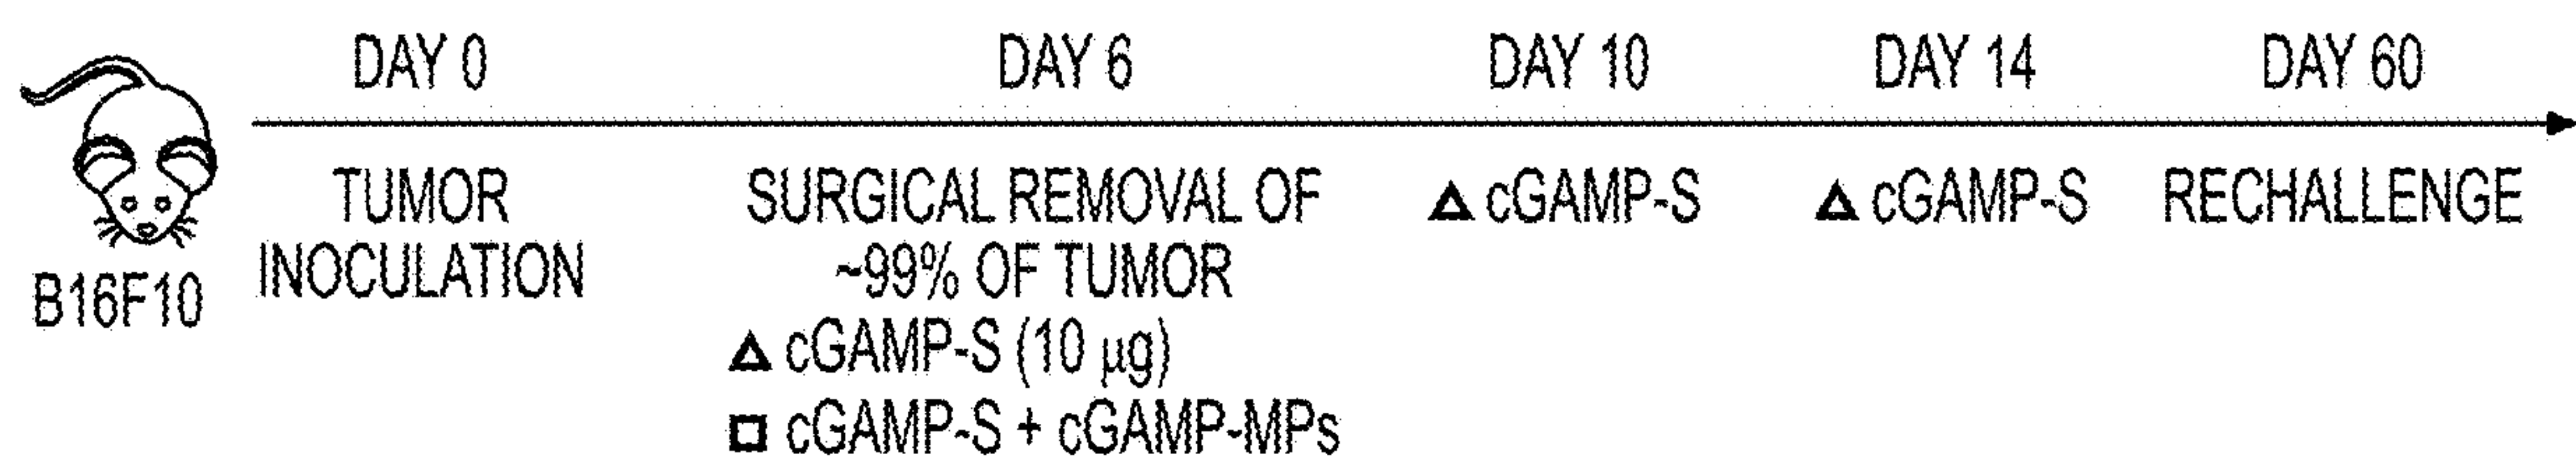 DAY 0 DAY 6 DAY 10 DAY 14 DAY 60
TUMOR INOCULATION
SURGICAL REMOVAL OF
~99% OF TUMOR
△ cGAMP-S (10 µg)
□ cGAMP-S + cGAMP-MPs
△ cGAMP-S
△ cGAMP-S
RECHALLENGE
B16F10